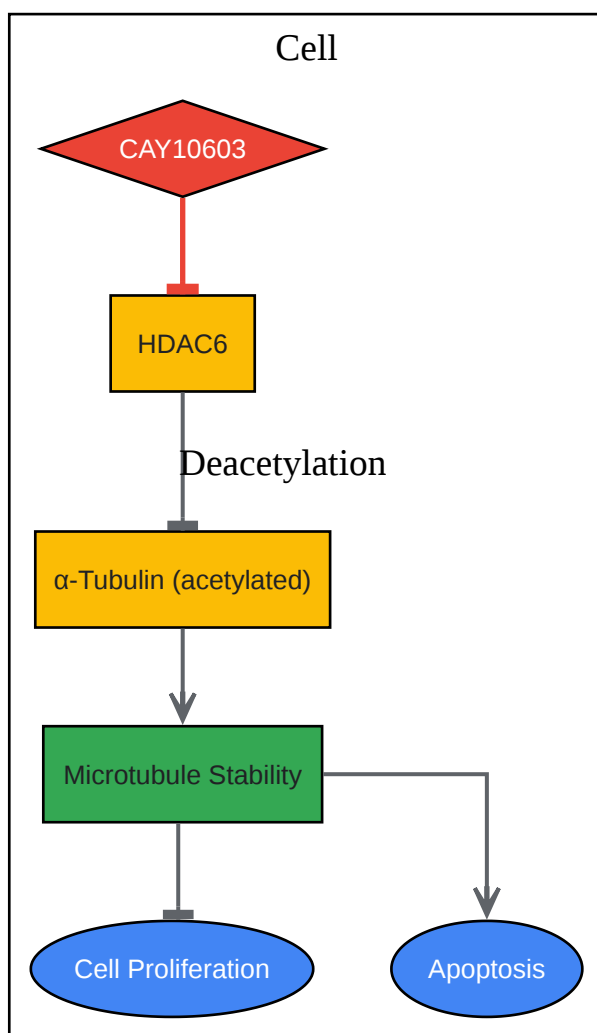 Cell
CAY10603
HDAC6
Deacetylation
α-Tubulin (acetylated)
Microtubule Stability
Cell Proliferation
Apoptosis